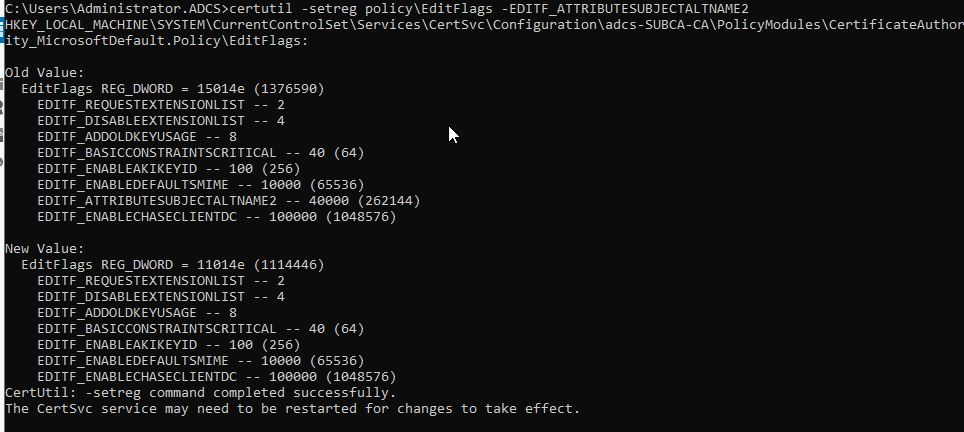 C:\Users\Administrator.ADCS>certutil -setreg policy\EditFlags -EDITF_ATTRIBUTESUBJECTALTNAME2
HKEY_LOCAL_MACHINE\SYSTEM\CurrentControlSet\Services\CertSvc\Configuration\adcs-SUBCA-CA\PolicyModules\CertificateAuthor
ity_MicrosoftDefault.Policy\EditFlags:
Old Value:
EditFlags REG_DWORD = 15014e (1376590)
EDITF_REQUESTEXTENSIONLIST -- 2
EDITF_DISABLEEXTENSIONLIST -- 4
EDITF_ADDOLDKEYUSAGE -- 8
EDITF_BASICCONSTRAINTSCRITICAL -- 40 (64)
EDITF_ENABLEAKIKEYID -- 100 (256)
EDITF_ENABLEDEFAULTSMIME -- 10000 (65536)
EDITF_ATTRIBUTESUBJECTALTNAME2 -- 40000 (262144)
EDITF_ENABLECHASECLIENTDC -- 100000 (1048576)
New Value:
EditFlags REG_DWORD = 11014e (1114446)
EDITF_REQUESTEXTENSIONLIST -- 2
EDITF_DISABLEEXTENSIONLIST -- 4
EDITF_ADDOLDKEYUSAGE -- 8
EDITF_BASICCONSTRAINTSCRITICAL -- 40 (64)
EDITF_ENABLEAKIKEYID -- 100 (256)
EDITF_ENABLEDEFAULTSMIME -- 10000 (65536)
EDITF_ENABLECHASECLIENTDC -- 100000 (1048576)
CertUtil: -setreg command completed successfully.
The CertSvc service may need to be restarted for changes to take effect.